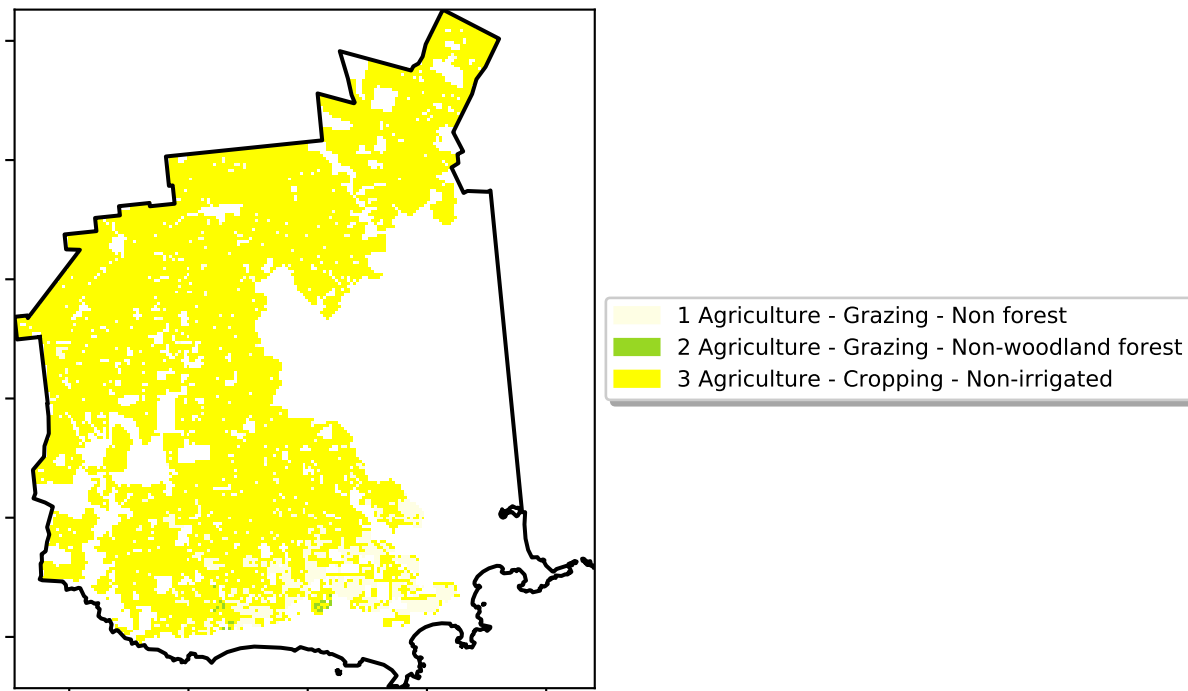 1 Agriculture - Grazing - Non forest
2 Agriculture - Grazing - Non-woodland forest
3 Agriculture - Cropping - Non-irrigated